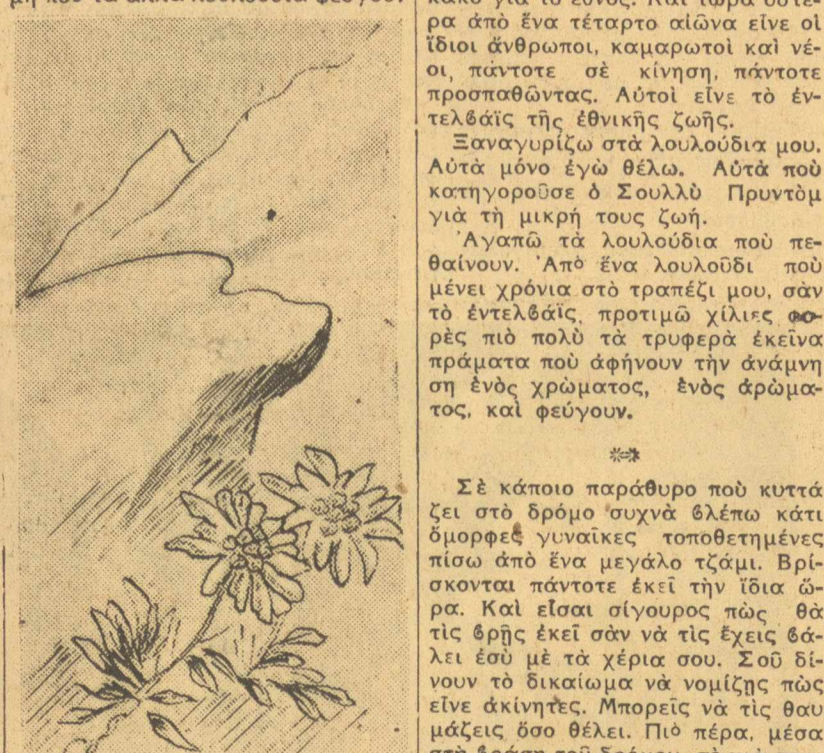 κακὸ γιὰ τὸ ἔθνος. Καὶ τώρα ὕστε-
ρα ἀπὸ ἕνα τέταρτο αἰῶνα εἶνε οἱ
ἴδιοι ἄνθρωποι, καμαρωτοὶ καὶ νέ-
οι, πάντοτε σὲ κίνηση, πάντοτε
προσπαθῶντας. Αὐτοὶ εἶνε τὸ ἐν-
τελβάϊς τῆς ἐθνικῆς ζωῆς.
Ξαναγυρίζω στὰ λουλούδια μου.
Αὐτὰ μόνο ἐγὼ θέλω. Αὐτὰ ποὺ
κατηγοροῦσε ὁ Σουλλὺ Πρυντὸμ
γιὰ τὴ μικρή τους ζωή.
Ἀγαπῶ τὰ λουλούδια ποὺ πε-
θαίνουν. Ἀπὸ ἕνα λουλοῦδι ποὺ
μένει χρόνια στὸ τραπέζι μου, σὰν
τὸ ἐντελβάϊς, προτιμῶ χίλιες φο-
ρὲς πιὸ πολὺ τὰ τρυφερὰ ἐκεῖνα
πράματα ποὺ ἀφήνουν τὴν ἀνάμνη
ση ἑνὸς χρώματος, ἑνὸς ἀρώμα-
τος, καὶ φεύγουν.
Σὲ κάποιο παράθυρο ποὺ κυττά
ζει στὸ δρόμο συχνὰ βλέπω κάτι
ὄμορφες γυναῖκες τοποθετημένες
πίσω ἀπὸ ἕνα μεγάλο τζάμι. Βρί-
σκονται πάντοτε ἐκεῖ τὴν ἴδια ὥ-
ρα. Καὶ εἶσαι σίγουρος πὼς θὰ
τὶς βρῇς ἐκεῖ σὰν νὰ τὶς ἔχεις βά-
λει ἐσὺ μὲ τὰ χέρια σου. Σοῦ δί-
νουν τὸ δικαίωμα νὰ νομίζῃς πὼς
εἶνε ἀκίνητες. Μπορεῖς νὰ τὶς θαυ
μάζεις ὅσο θέλει. Πιὸ πέρα, μέσα